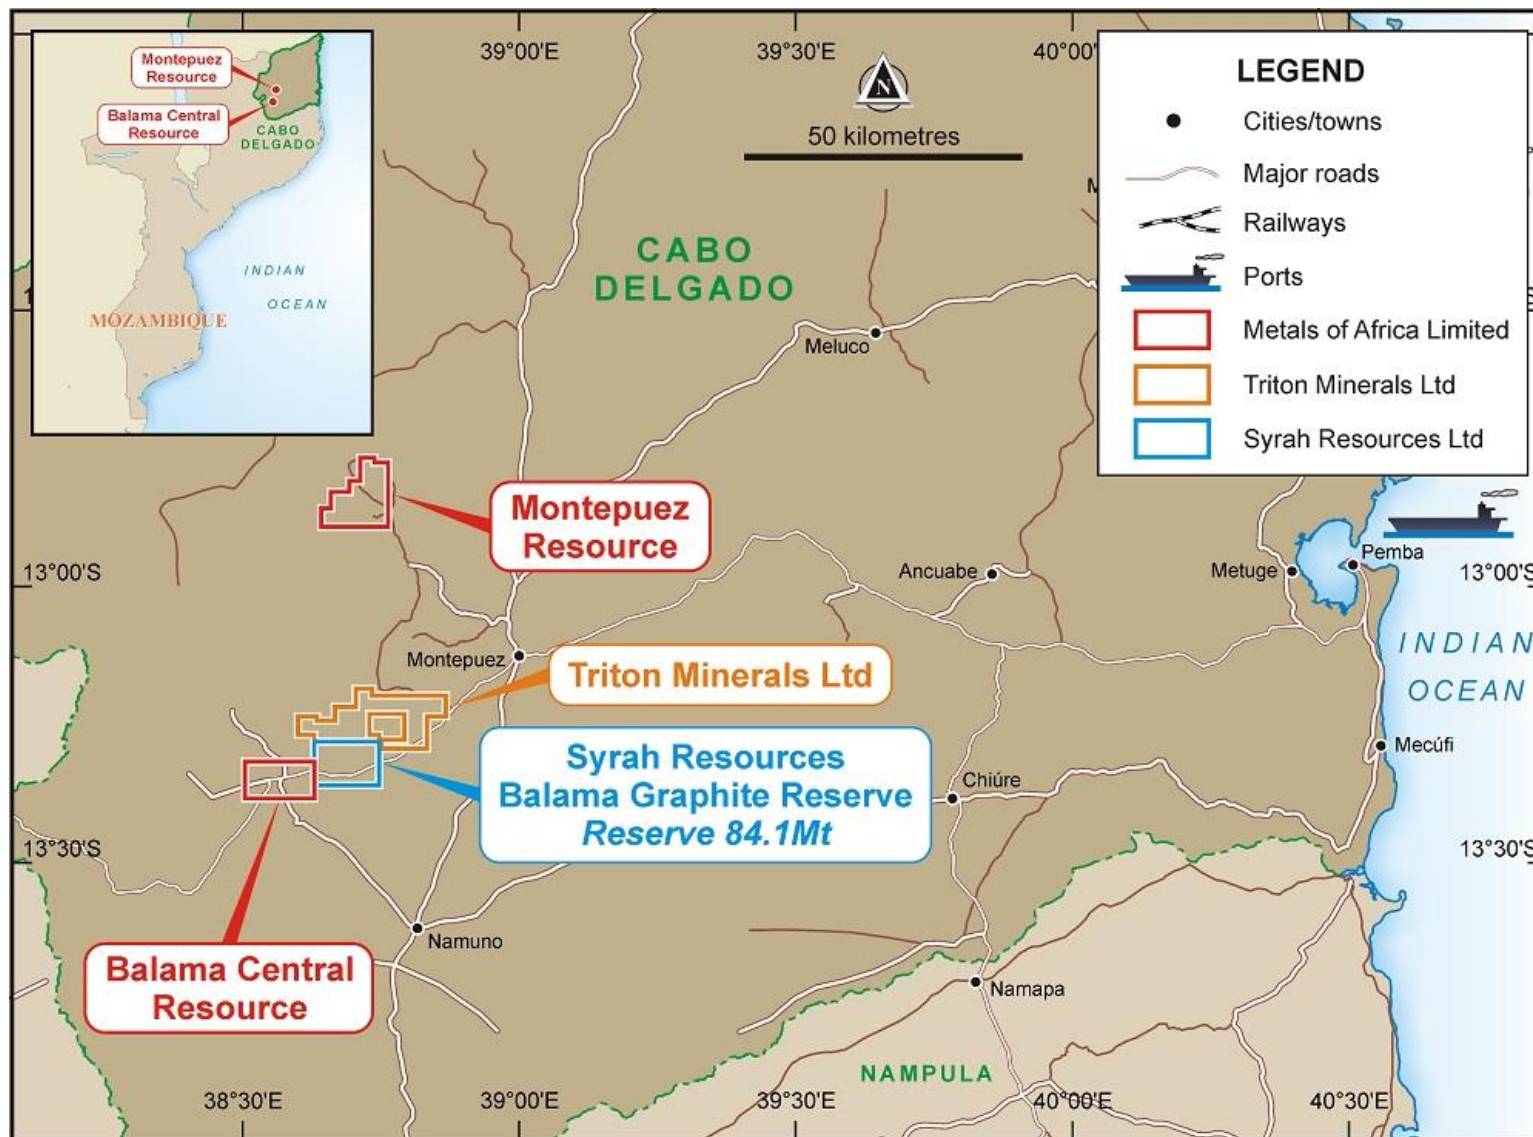 Montepuez
Resource
Balama Central
Resource
CABO
DELGADO
INDIAN
OCEAN
MOZAMBIQUE
39°00'E
39°30'E
40°00'
N
50 kilometres
LEGEND
Cities/towns
Major roads
Railways
Ports
Metals of Africa Limited
Triton Minerals Ltd
Syrah Resources Ltd
CABO
DELGADO
Meluco
Montepuez
Resource
13°00'S
Ancuabe
Metuge
Pemba
13°00'S
INDIAN
OCEAN
Montepuez
Triton Minerals Ltd
Syrah Resources
Balama Graphite Reserve
Reserve 84.1Mt
Mecúfi
Chiúre
13°30'S
13°30'S
Namuno
Balama Central
Resource
Namapa
NAMPULA
38°30'E
39°00'E
39°30'E
40°00'E
40°30'E